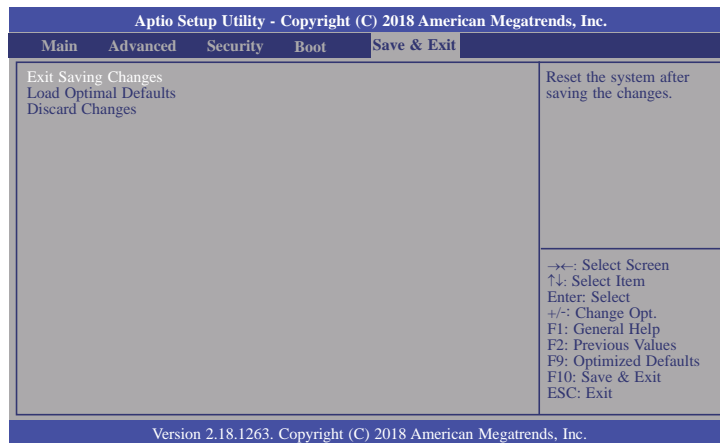 Aptio Setup Utility - Copyright (C) 2018 American Megatrends, Inc.
Main Advanced Security Boot Save & Exit
Exit Saving Changes
Load Optimal Defaults
Discard Changes
Reset the system after
saving the changes.
→←: Select Screen
↑↓: Select Item
Enter: Select
+/-: Change Opt.
F1: General Help
F2: Previous Values
F9: Optimized Defaults
F10: Save & Exit
ESC: Exit
Version 2.18.1263. Copyright (C) 2018 American Megatrends, Inc.